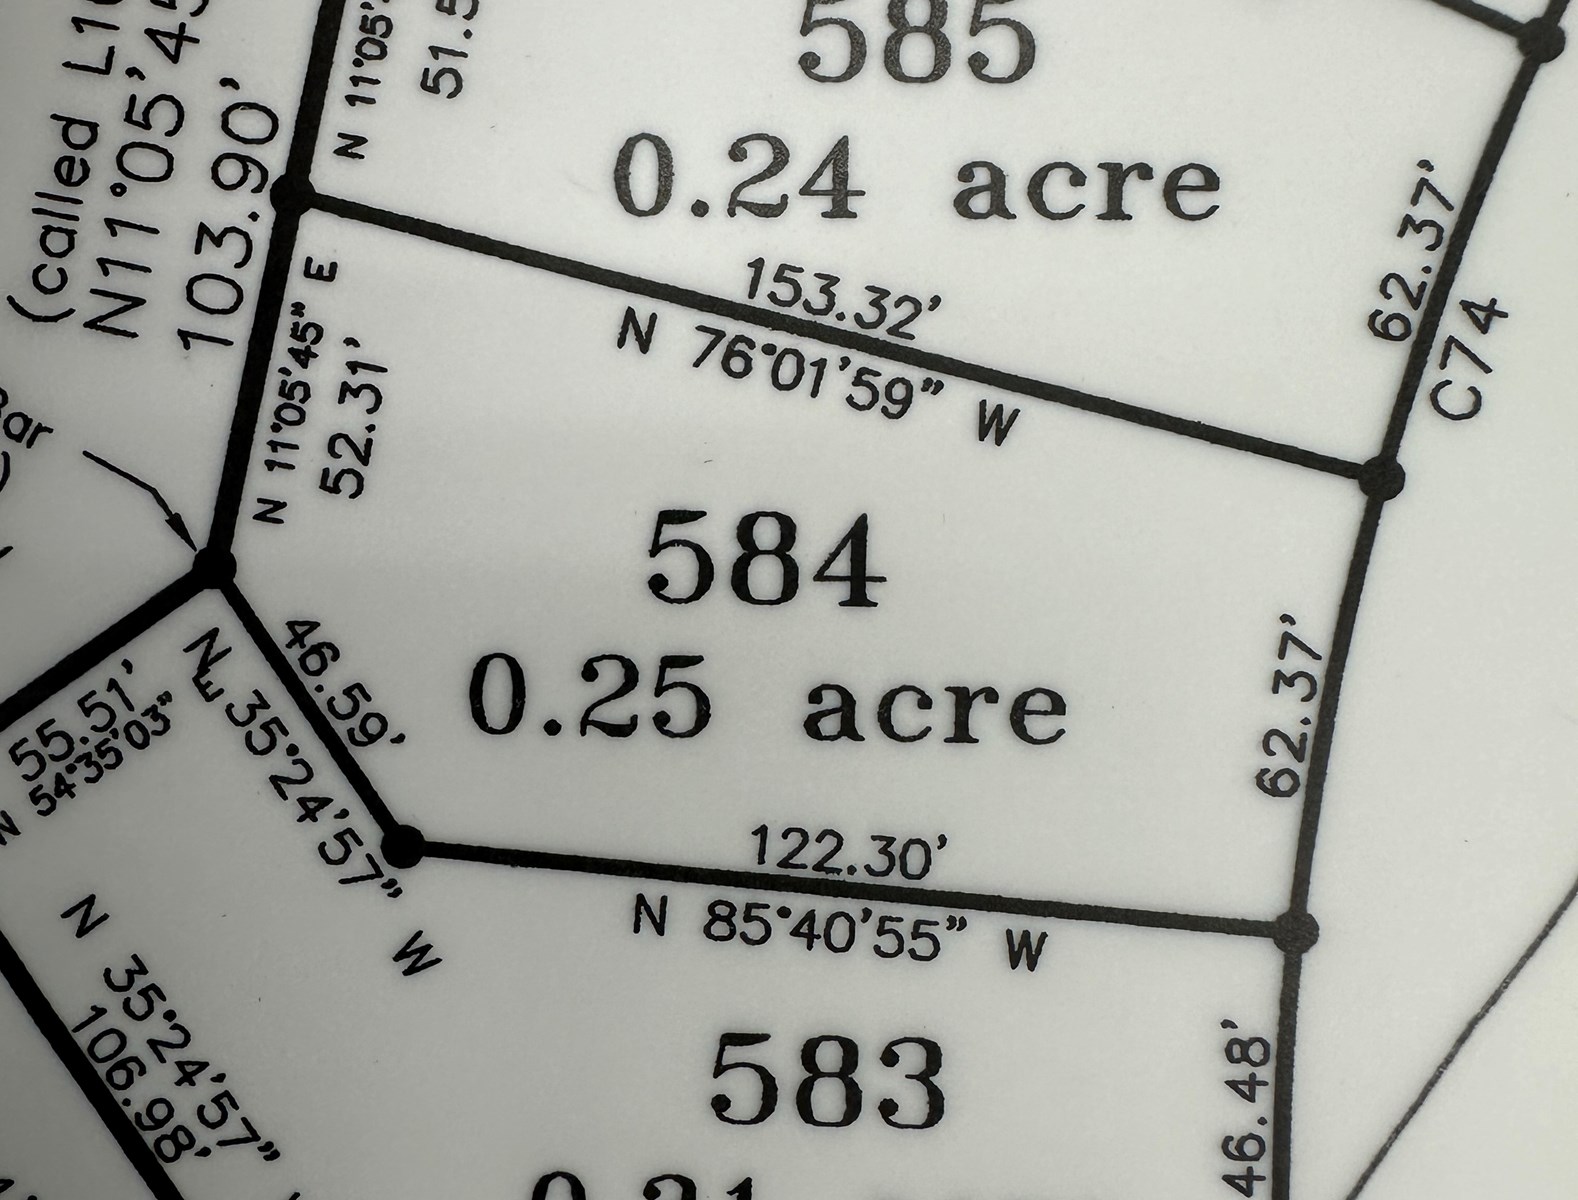 (called L1
N11°05'45
103.90'
N 11°05'
51.5
585
0.24 acre
62.37'
C74
153.32'
N 76°01'59" W
N 11°05'45" E
52.31'
ar
584
0.25 acre
62.37'
46.59'
N 35°24'57" W
E
55.51'
N 54°35'03"
122.30'
N 85°40'55" W
N 35°24'57"
106.98'
583
46.48'